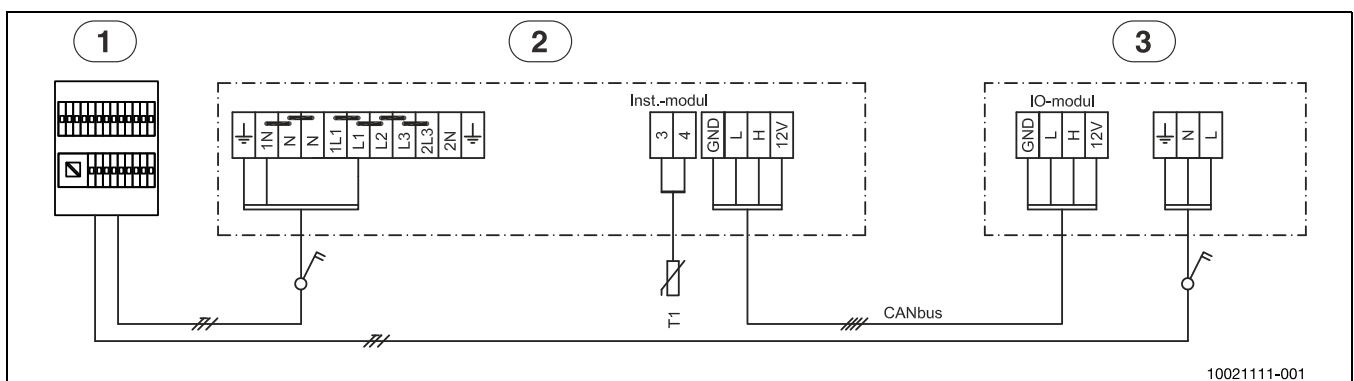 1 2 3
Inst.-modul IO-modul
1N N N 1L1 L1 L2 L3 2L3 2N 3 4 GND L H 12V GND L H 12V N L
T1
CANbus
10021111-001